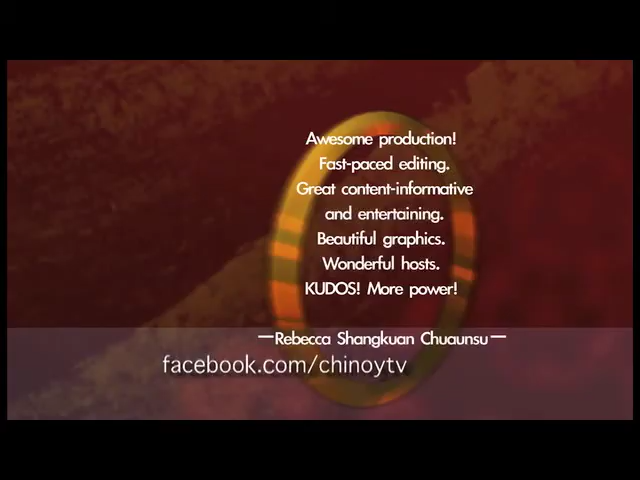 Awesome production!
Fast-paced editing.
Great content-informative
and entertaining.
Beautiful graphics.
Wonderful hosts.
KUDOS! More power!
—Rebecca Shangkuan Chuaunsu—
facebook.com/chinoytv